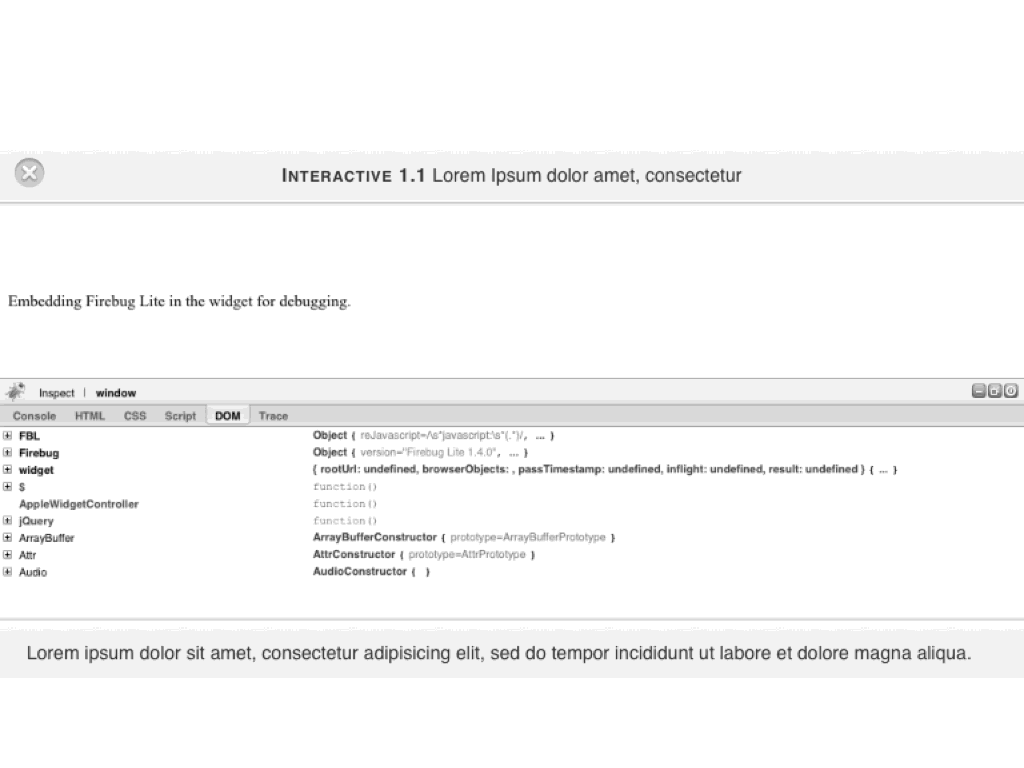 INTERACTIVE 1.1 Lorem Ipsum dolor amet, consectetur
Embedding Firebug Lite in the widget for debugging.
Inspect | window
Console HTML CSS Script DOM Trace
FBL Object { reJavascript=/\s*javascript:\s*(.*)/, ... }
Firebug Object { version="Firebug Lite 1.4.0", ... }
widget { rootUrl: undefined, browserObjects: , passTimestamp: undefined, inflight: undefined, result: undefined } { ... }
$ function()
AppleWidgetController function()
jQuery function()
ArrayBuffer ArrayBufferConstructor { prototype=ArrayBufferPrototype }
Attr AttrConstructor { prototype=AttrPrototype }
Audio AudioConstructor { }
Lorem ipsum dolor sit amet, consectetur adipisicing elit, sed do tempor incididunt ut labore et dolore magna aliqua.